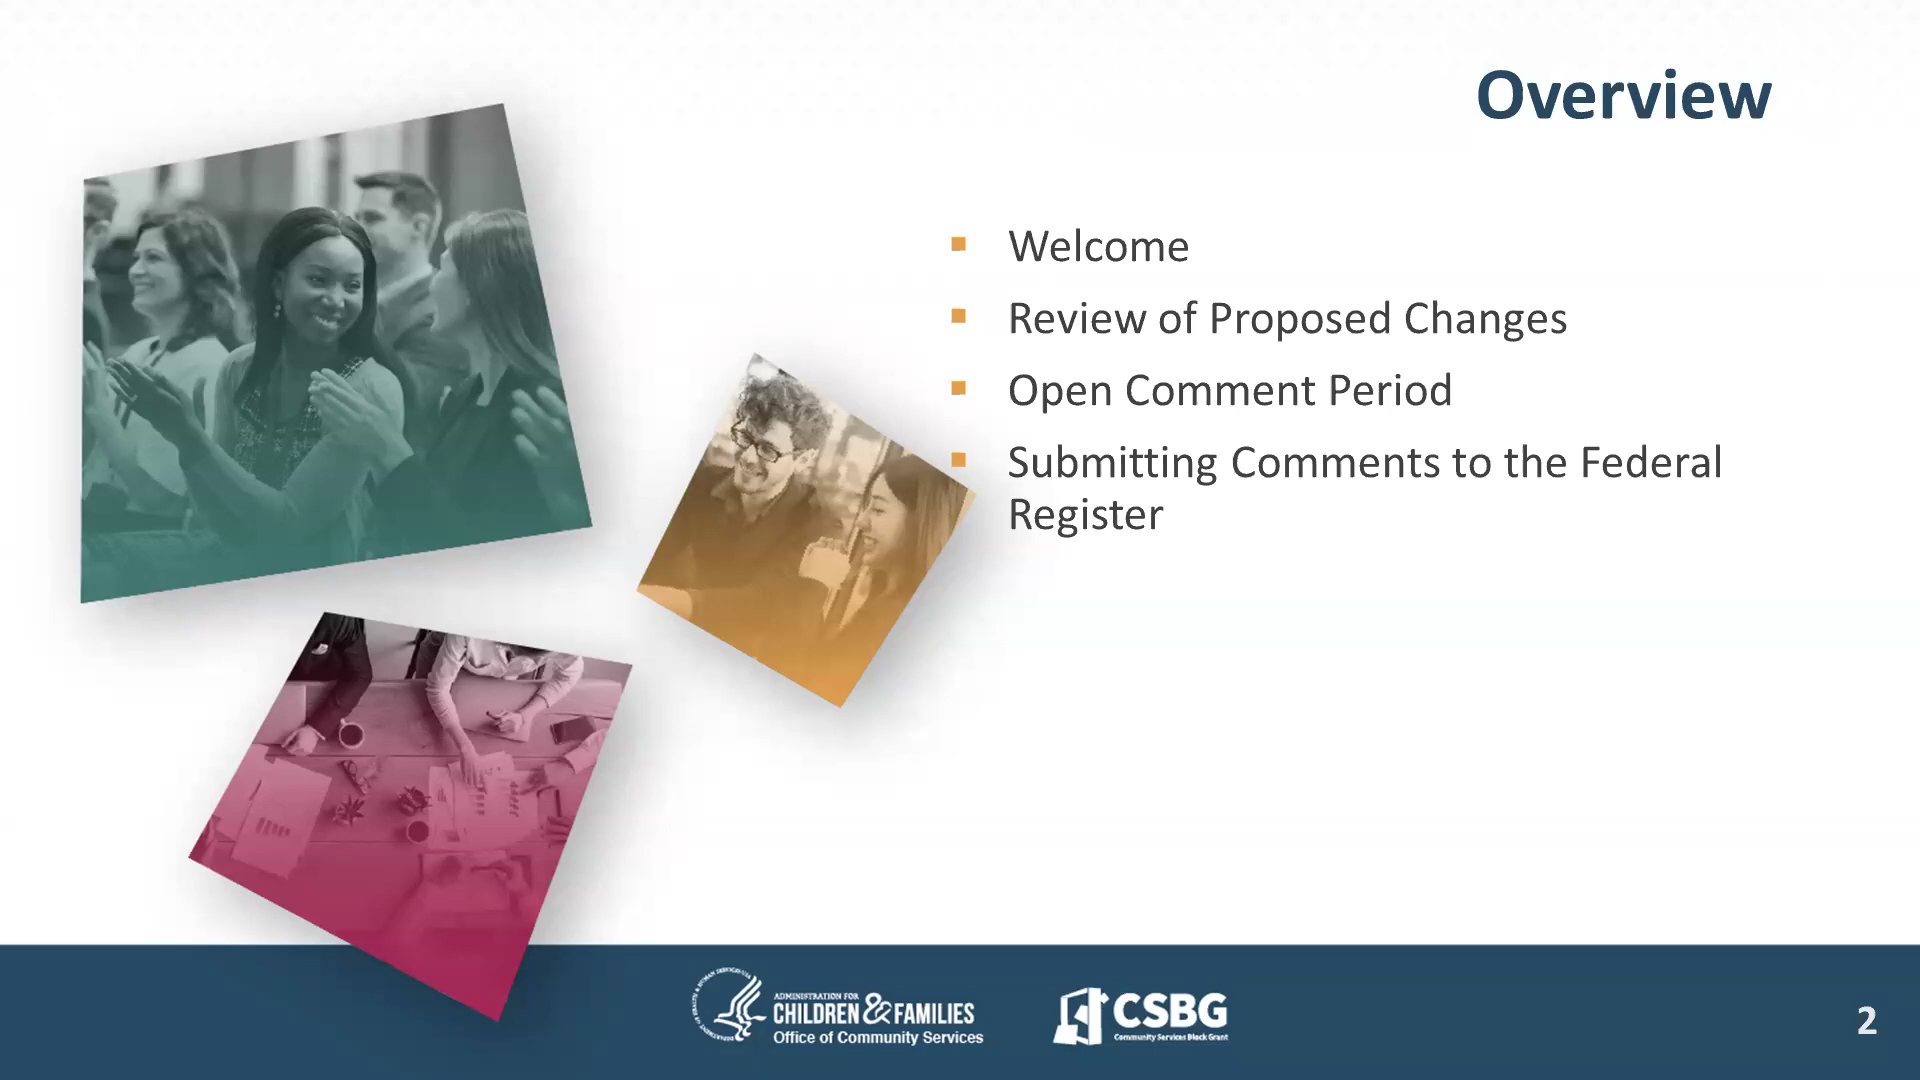 Overview
Welcome
Review of Proposed Changes
Open Comment Period
Submitting Comments to the Federal
Register
ADMINISTRATION FOR
CHILDREN & FAMILIES
Office of Community Services
CSBG
Community Services Block Grant
2